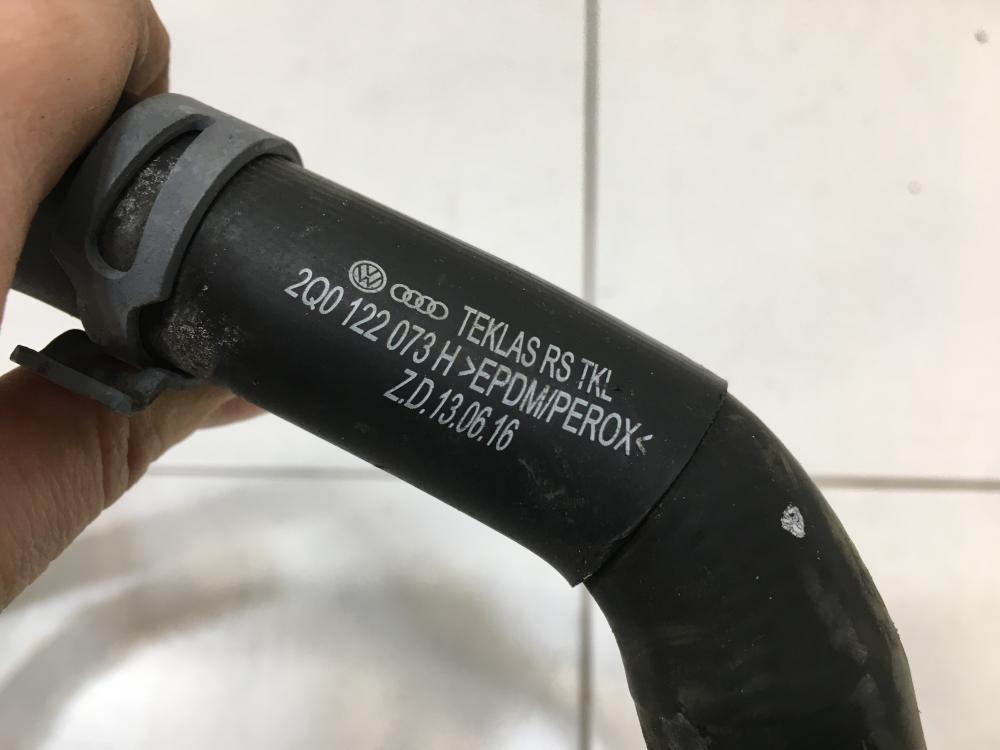 TEKLAS RS TKL
2Q0 122 073 H >EPDM/PEROX<
Z.D.13.06.16